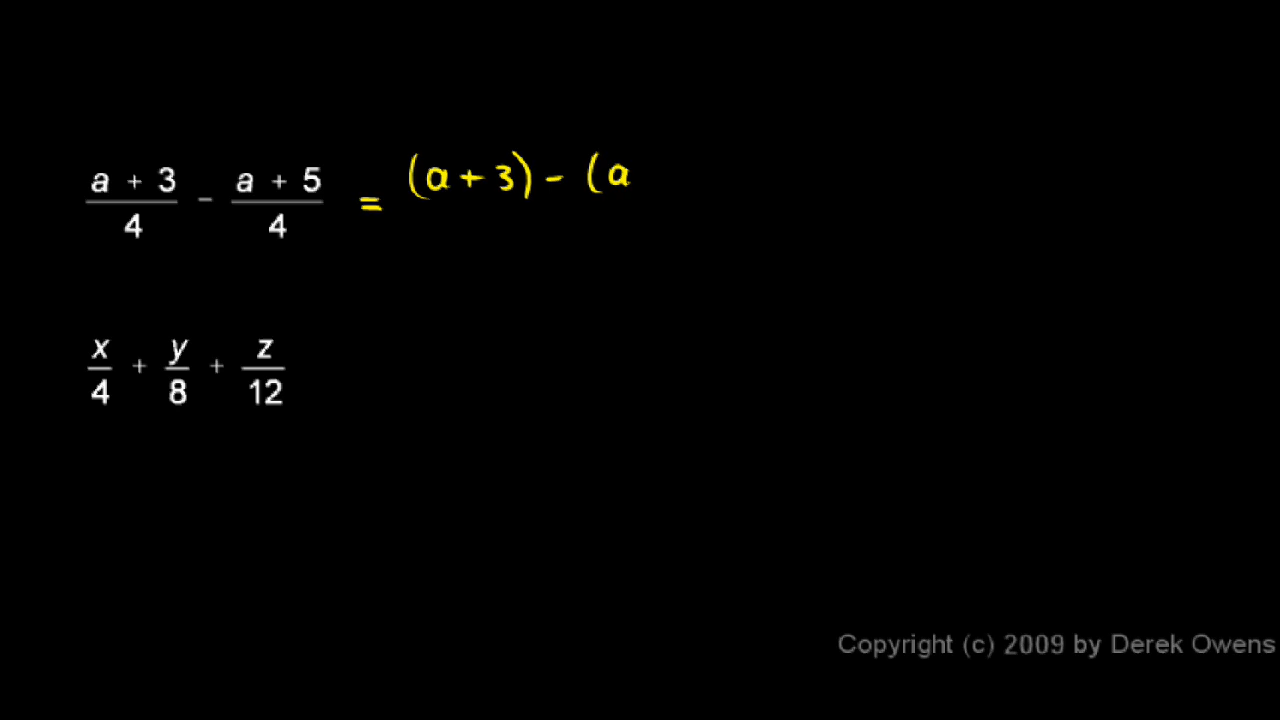 a + 3 / 4 - a + 5 / 4 = (a + 3) - (a
x / 4 + y / 8 + z / 12
Copyright (c) 2009 by Derek Owens